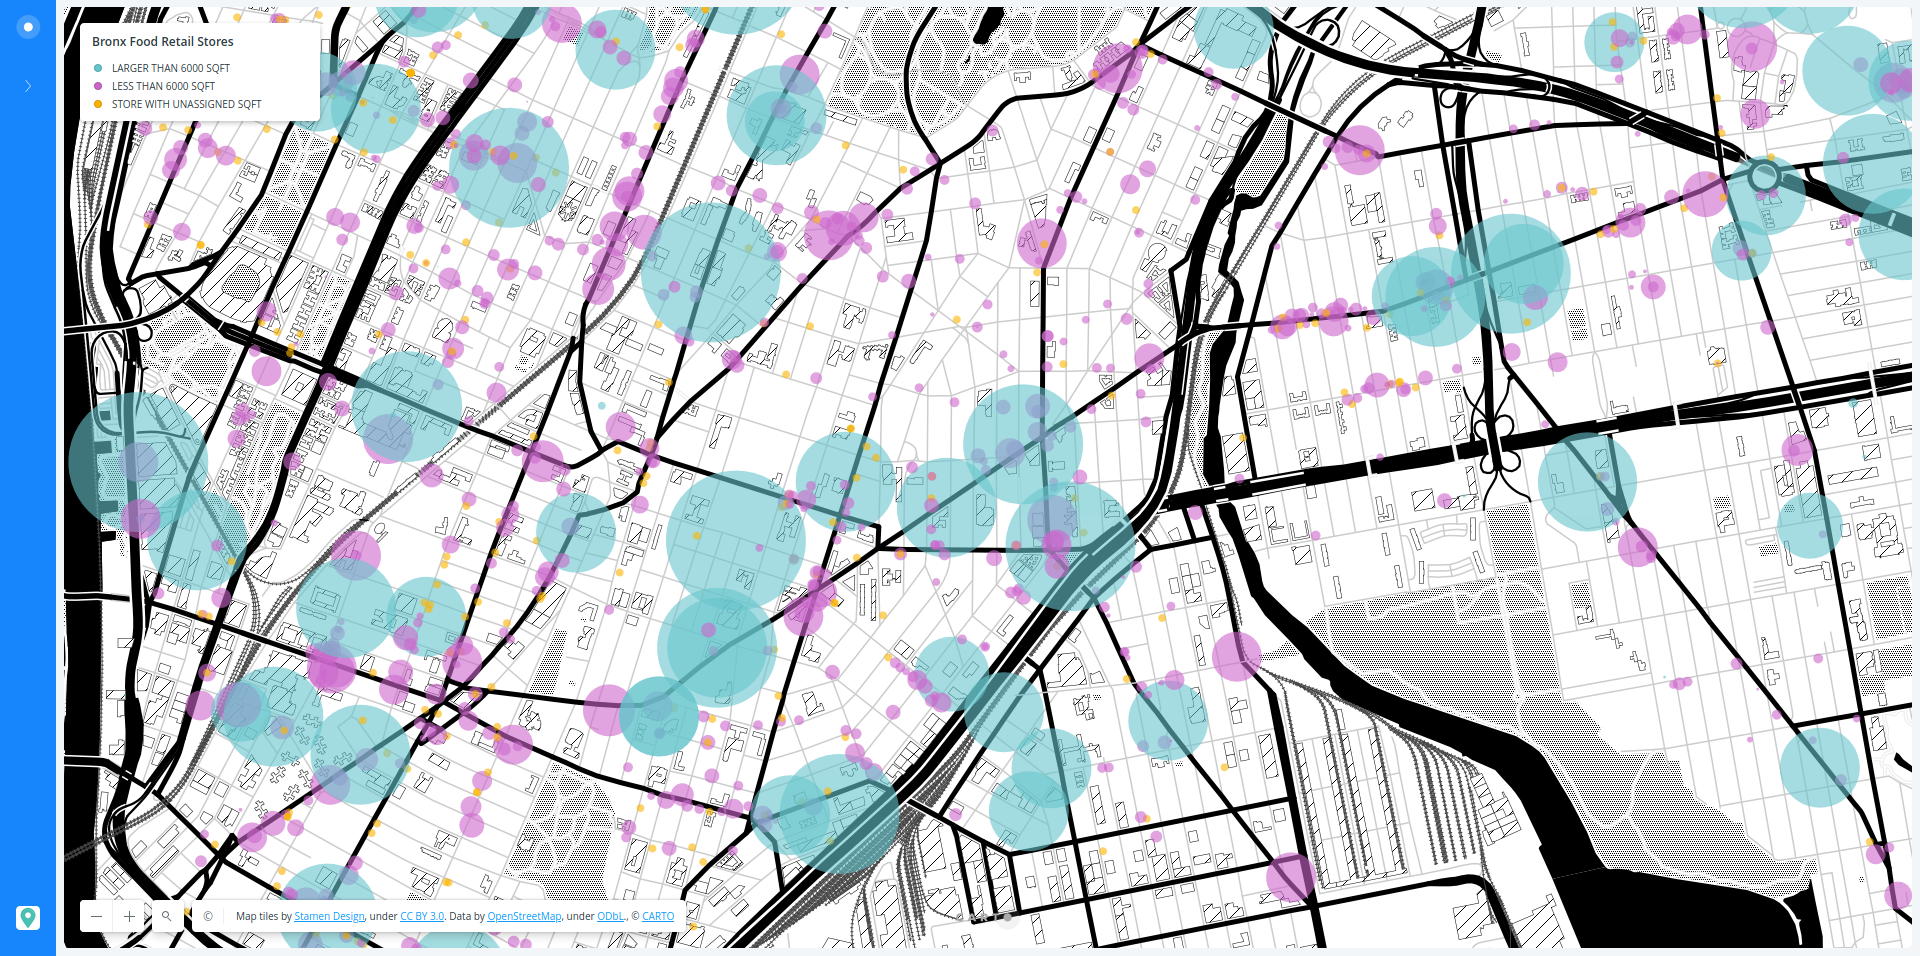 Bronx Food Retail Stores
LARGER THAN 6000 SQFT
LESS THAN 6000 SQFT
STORE WITH UNASSIGNED SQFT
© Map tiles by Stamen Design, under CC BY 3.0. Data by OpenStreetMap, under ODbL., © CARTO